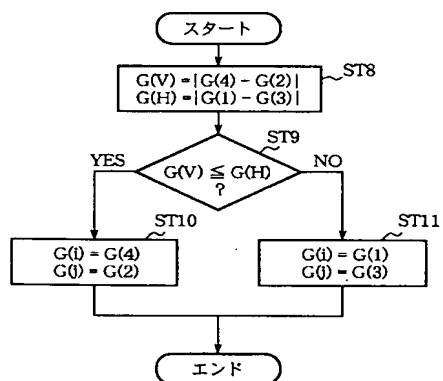 スタート
ST8
G(V) =|G(4) - G(2)|
G(H) =|G(1) - G(3)|
ST9
YES
G(V) ≦ G(H)
?
NO
ST10
G(i) = G(4)
G(j) = G(2)
ST11
G(i) = G(1)
G(j) = G(3)
エンド